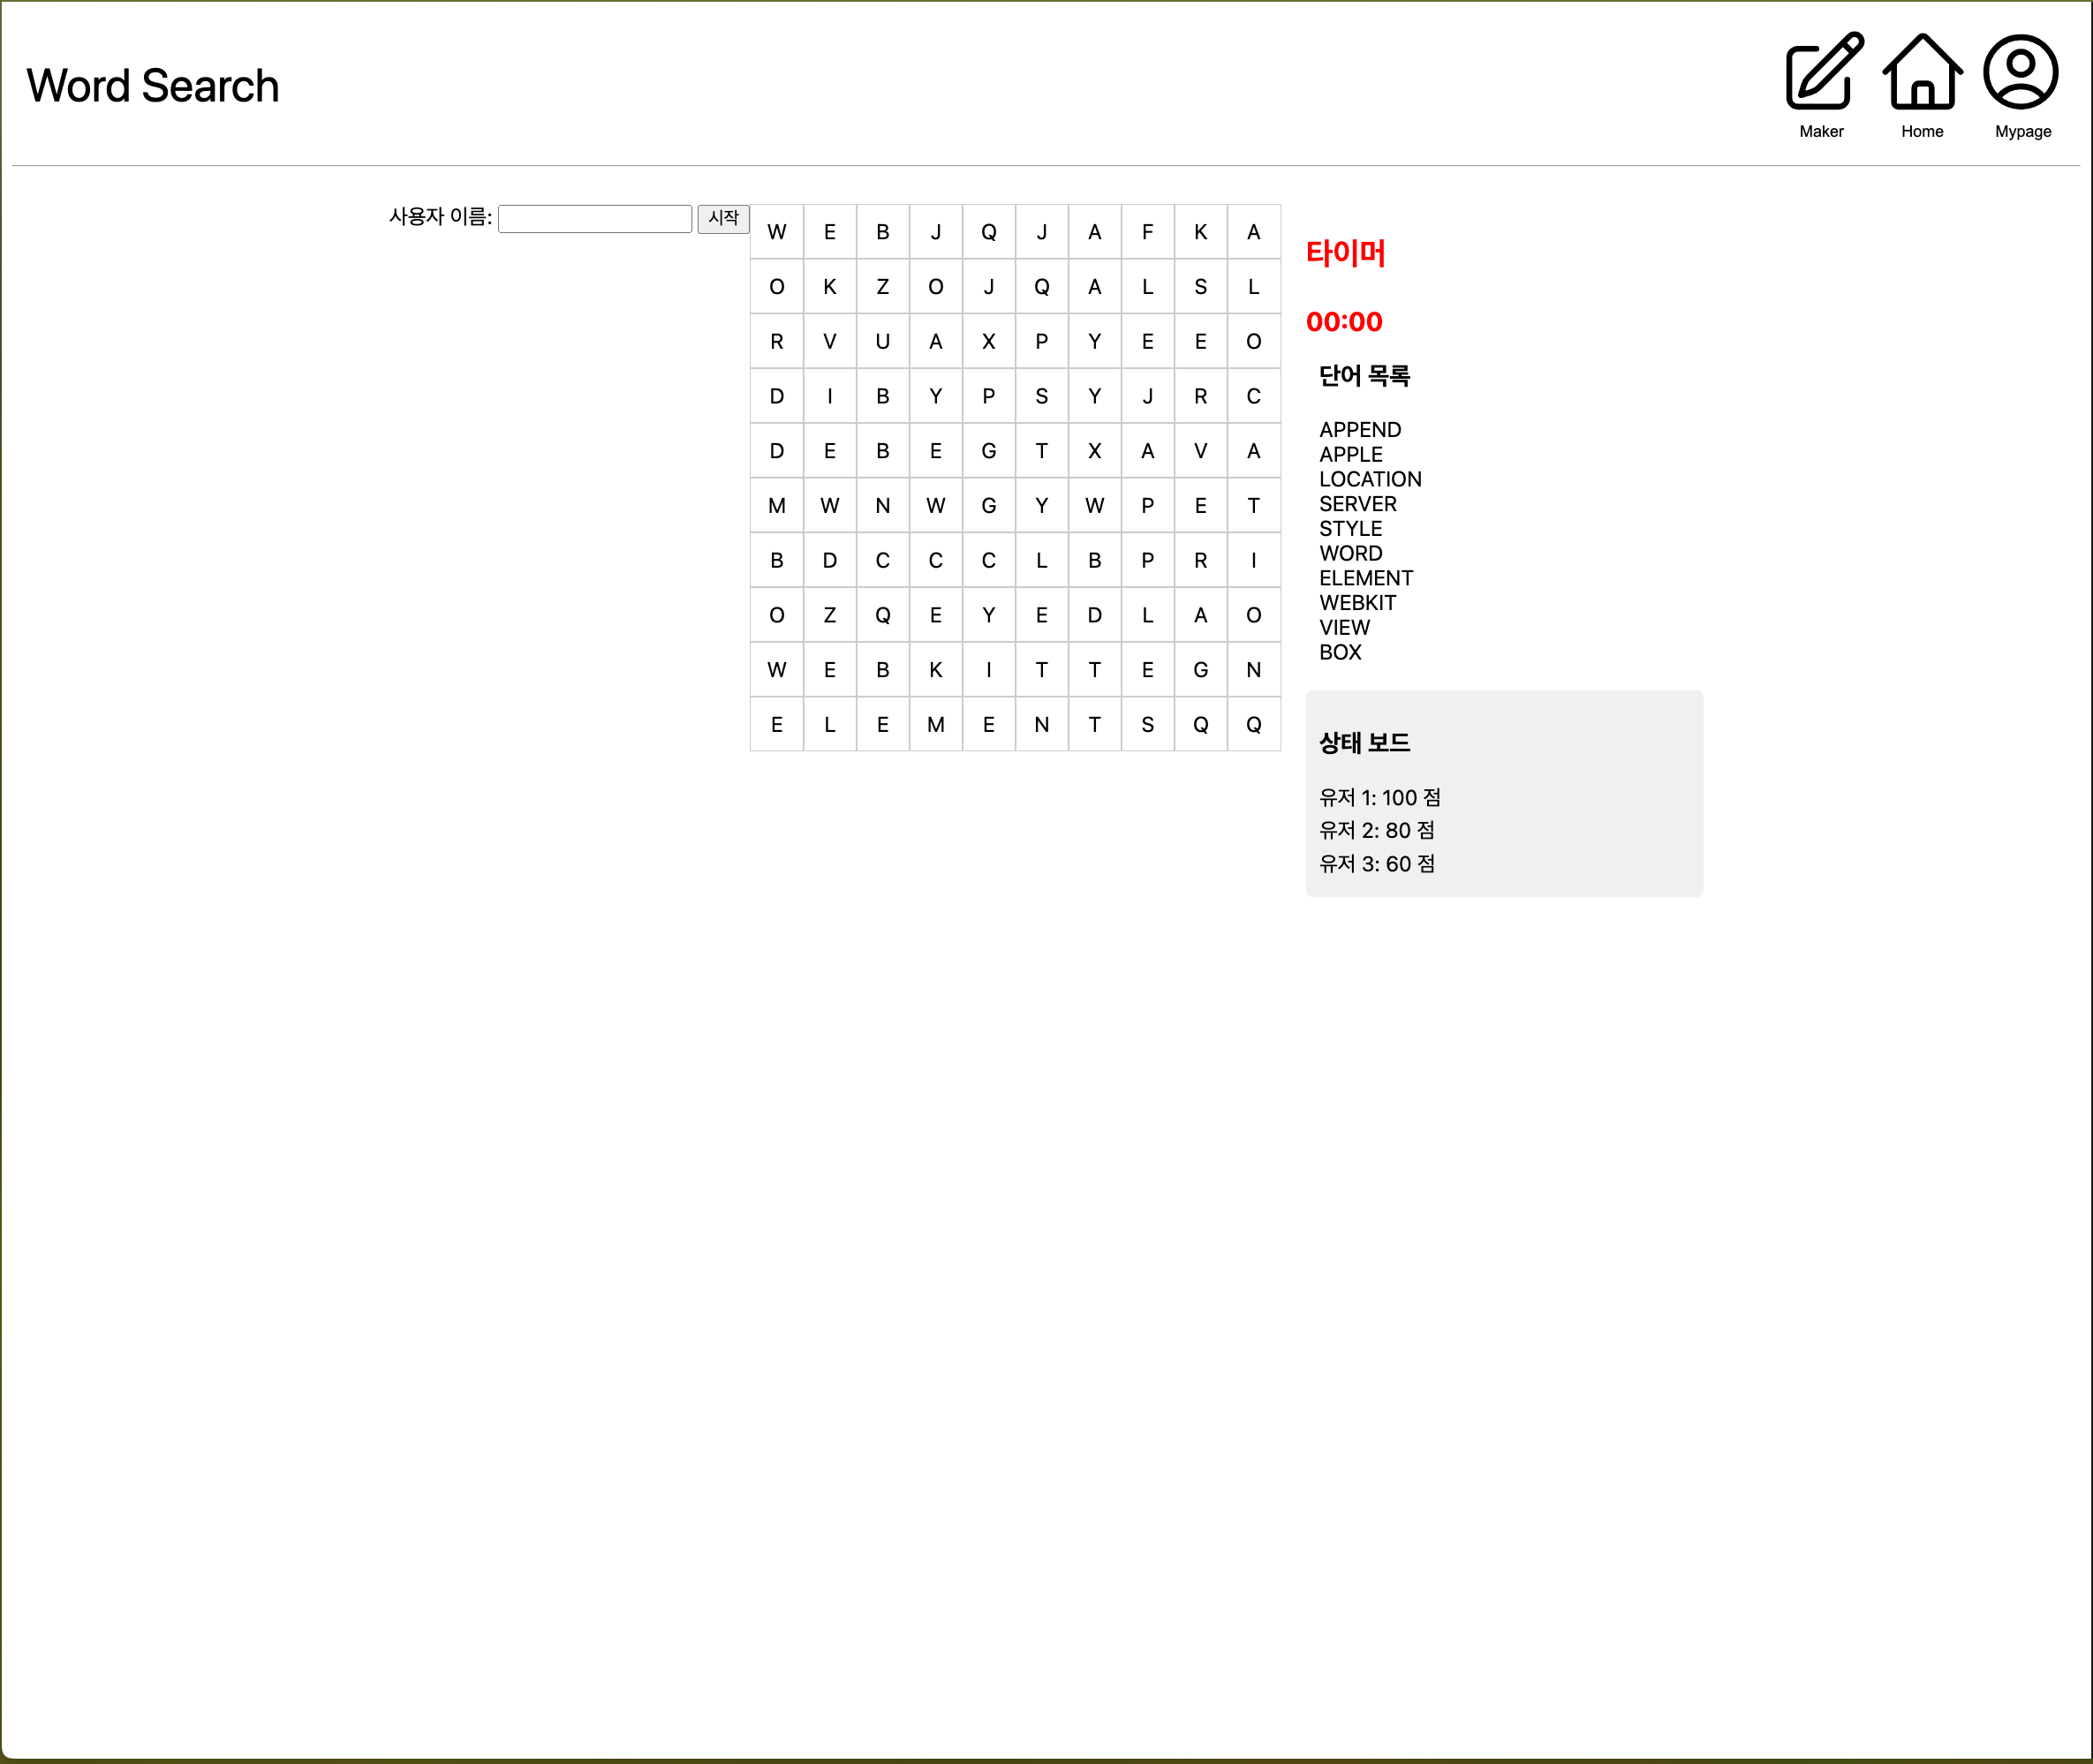 Word Search
Maker Home Mypage
사용자 이름: 시작
W E B J Q J A F K A
O K Z O J Q A L S L
R V U A X P Y E E O
D I B Y P S Y J R C
D E B E G T X A V A
M W N W G Y W P E T
B D C C C L B P R I
O Z Q E Y E D L A O
W E B K I T T E G N
E L E M E N T S Q Q
타이머
00:00
단어 목록
APPEND
APPLE
LOCATION
SERVER
STYLE
WORD
ELEMENT
WEBKIT
VIEW
BOX
상태 보드
유저 1: 100 점
유저 2: 80 점
유저 3: 60 점